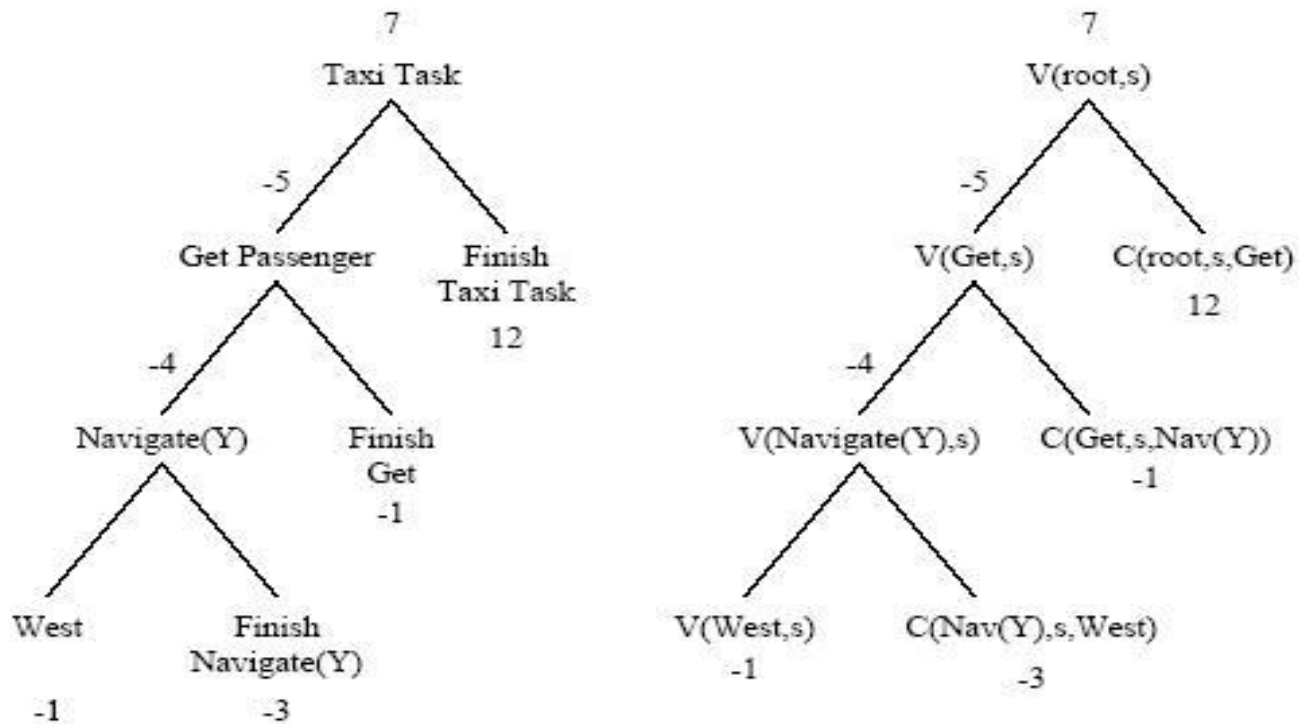 7
Taxi Task
-5
Get Passenger
Finish
Taxi Task
12
-4
Navigate(Y)
Finish
Get
-1
West
Finish
Navigate(Y)
-1
-3
7
V(root,s)
-5
V(Get,s)
C(root,s,Get)
12
-4
V(Navigate(Y),s)
C(Get,s,Nav(Y))
-1
V(West,s)
C(Nav(Y),s,West)
-1
-3